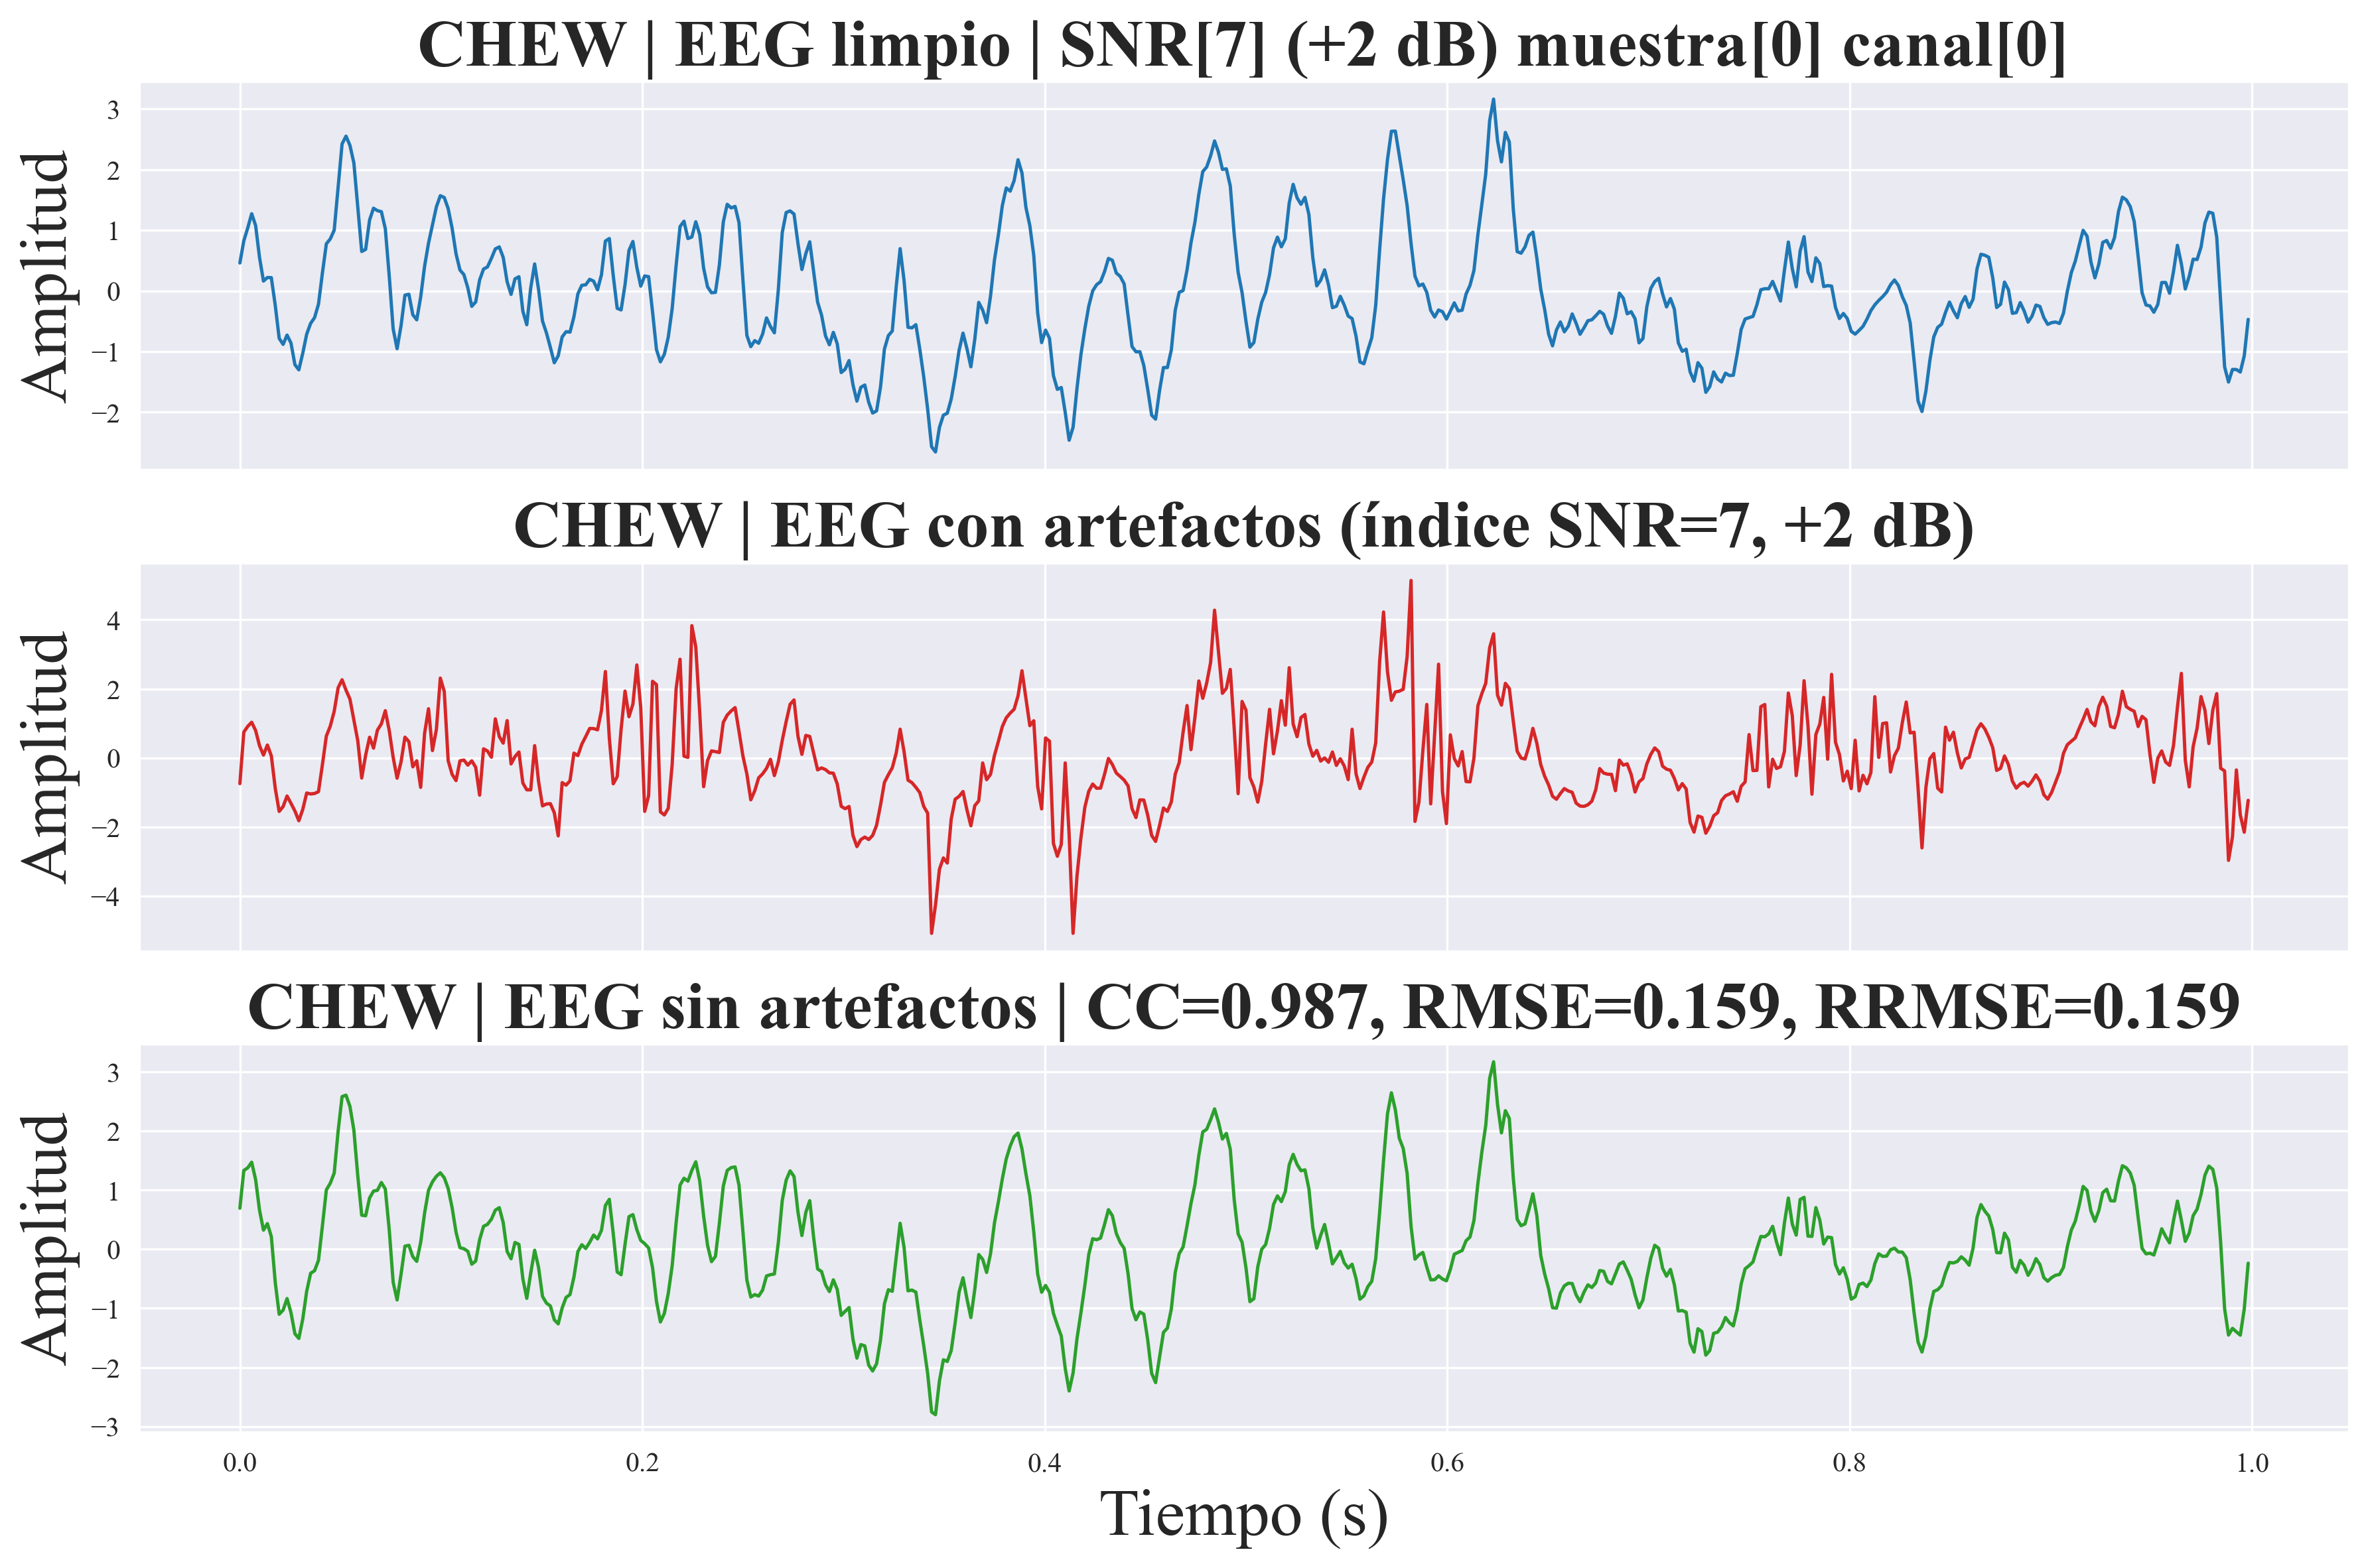 CHEW | EEG limpio | SNR[7] (+2 dB) muestra[0] canal[0]
Amplitud
3
2
1
0
−1
−2
CHEW | EEG con artefactos (índice SNR=7, +2 dB)
Amplitud
4
2
0
−2
−4
CHEW | EEG sin artefactos | CC=0.987, RMSE=0.159, RRMSE=0.159
Amplitud
3
2
1
0
−1
−2
−3
0.0 0.2 0.4 0.6 0.8 1.0
Tiempo (s)